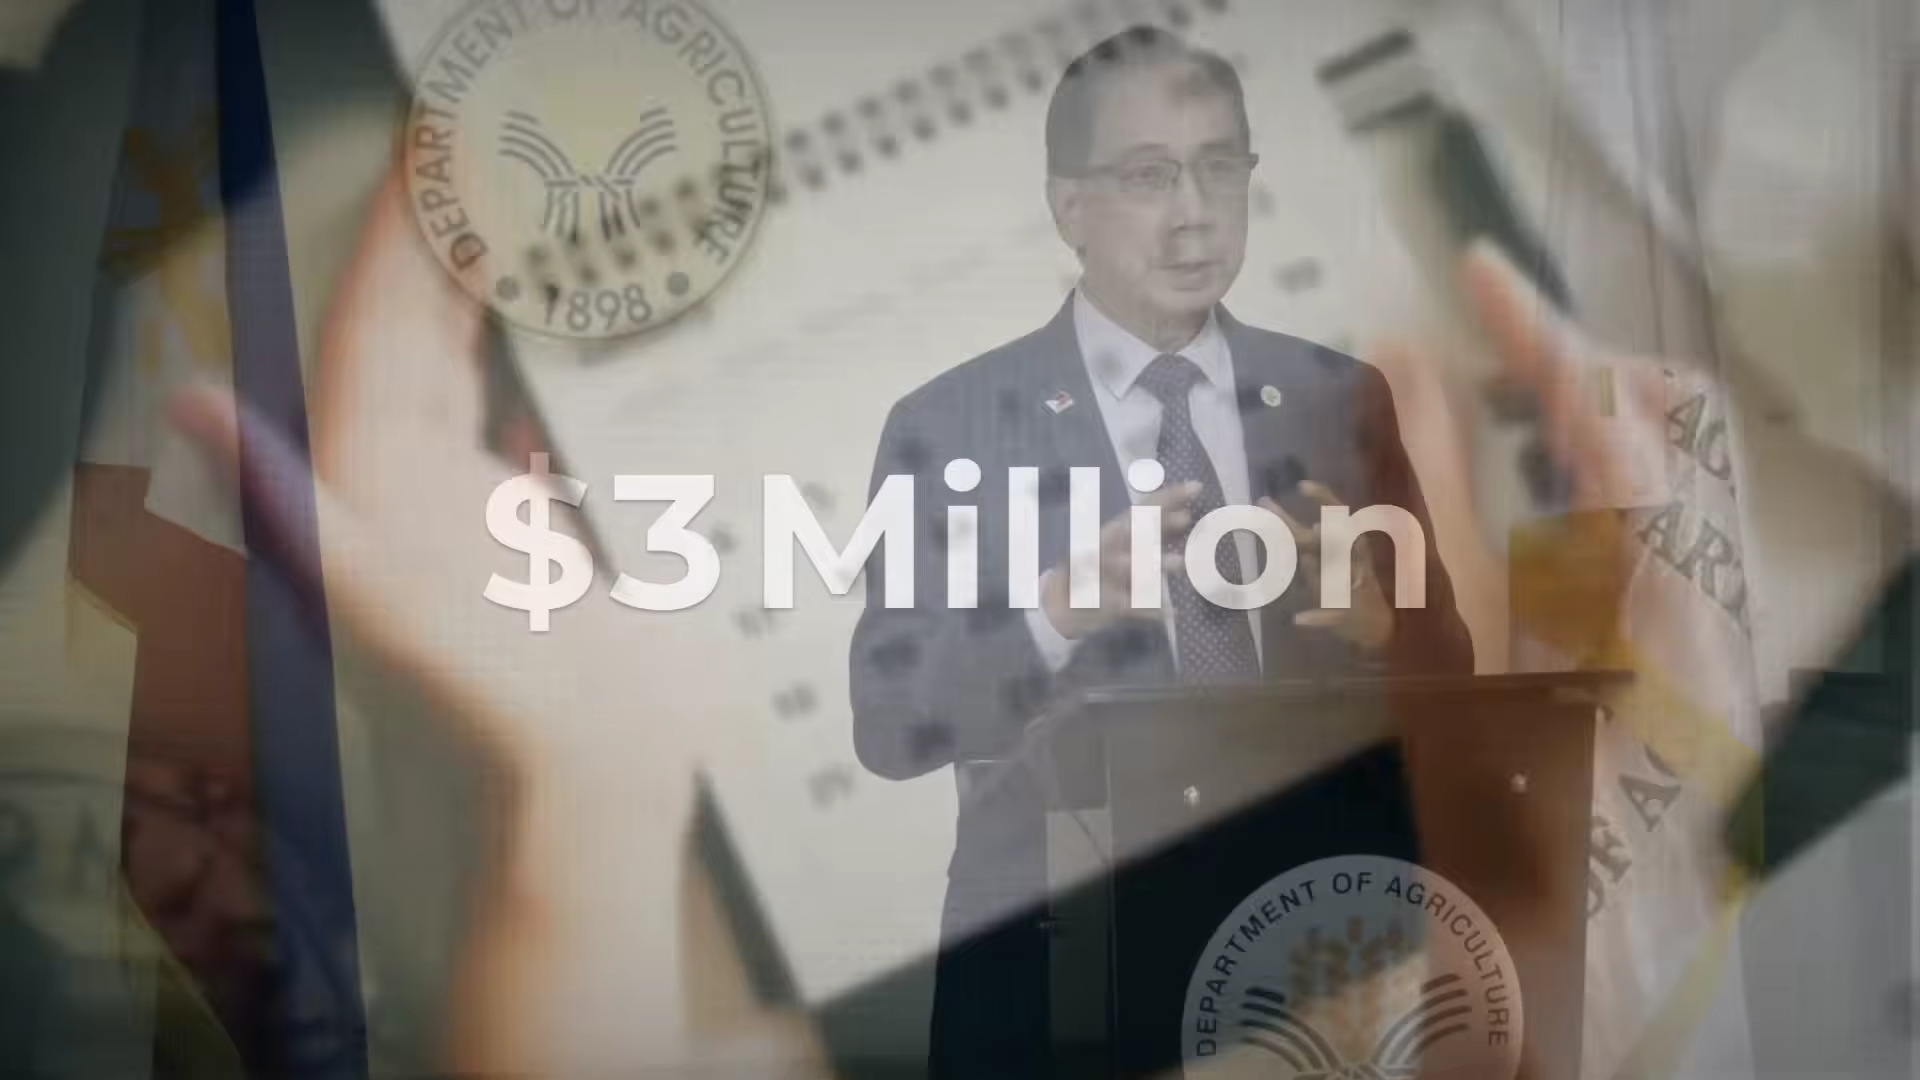 DEPARTMENT OF AGRICULTURE
1898
$3 Million
DEPARTMENT OF AGRICULTURE